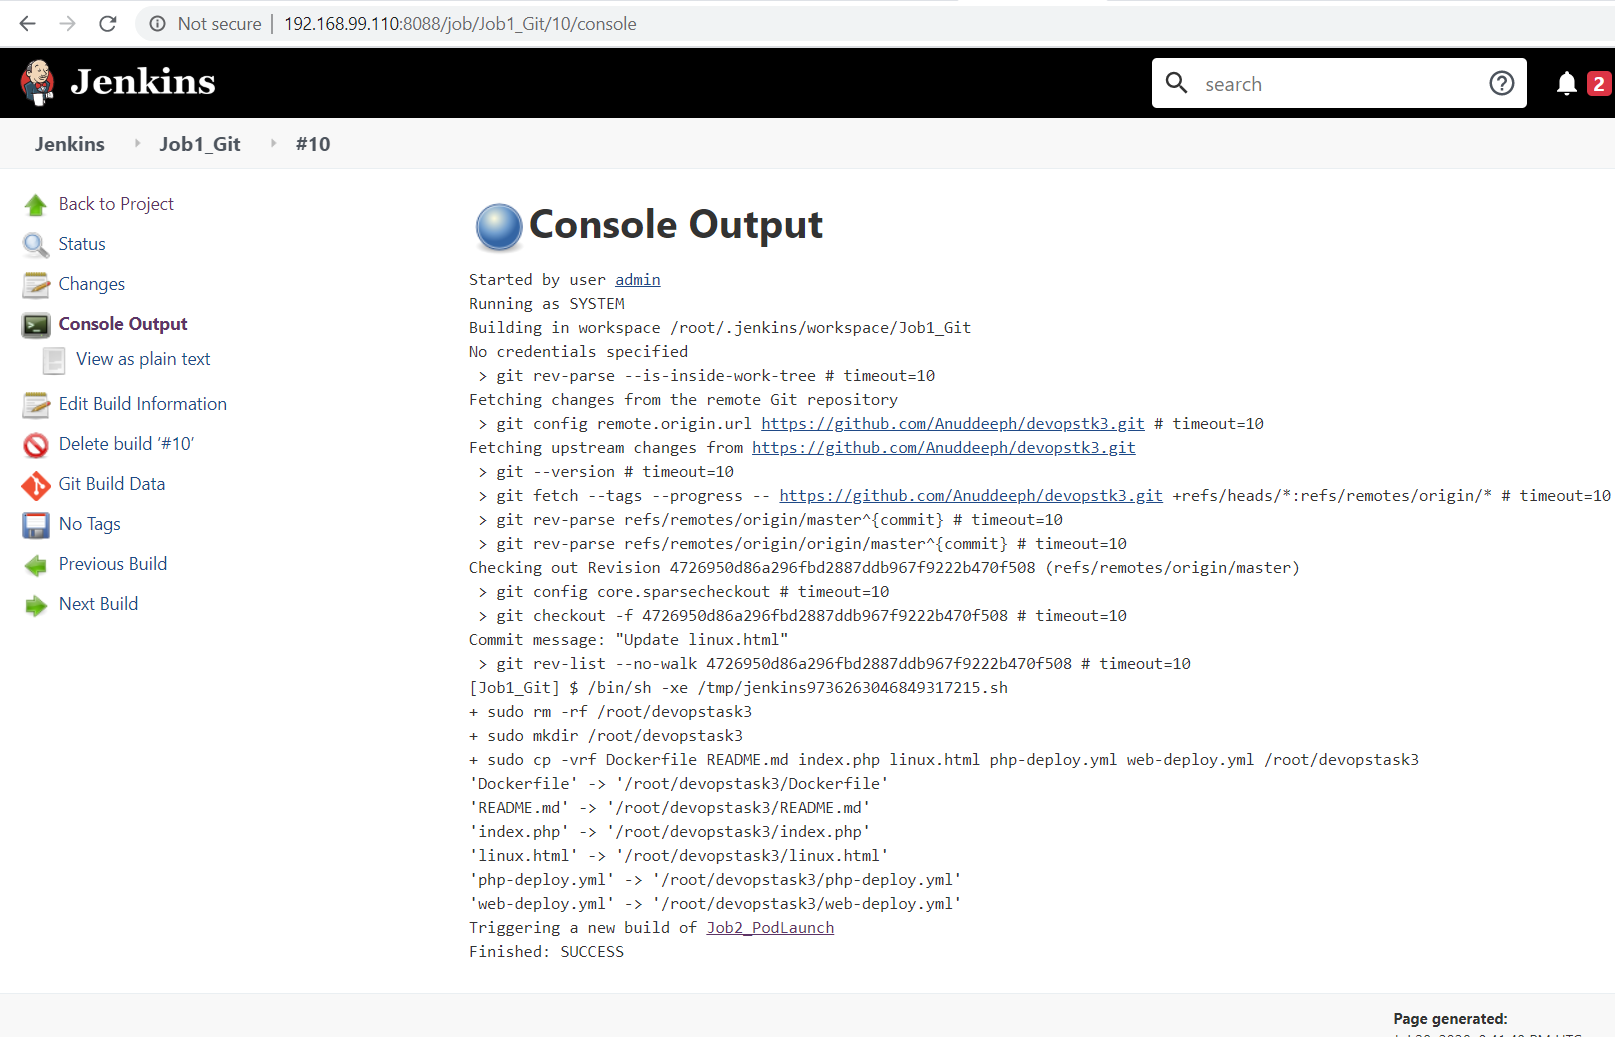 Not secure | 192.168.99.110:8088/job/Job1_Git/10/console
Jenkins
search
2
Jenkins Job1_Git #10
Back to Project
Status
Changes
Console Output
View as plain text
Edit Build Information
Delete build ‘#10’
Git Build Data
No Tags
Previous Build
Next Build
Console Output
Started by user admin
Running as SYSTEM
Building in workspace /root/.jenkins/workspace/Job1_Git
No credentials specified
> git rev-parse --is-inside-work-tree # timeout=10
Fetching changes from the remote Git repository
> git config remote.origin.url https://github.com/Anuddeeph/devopstk3.git # timeout=10
Fetching upstream changes from https://github.com/Anuddeeph/devopstk3.git
> git --version # timeout=10
> git fetch --tags --progress -- https://github.com/Anuddeeph/devopstk3.git +refs/heads/*:refs/remotes/origin/* # timeout=10
> git rev-parse refs/remotes/origin/master^{commit} # timeout=10
> git rev-parse refs/remotes/origin/origin/master^{commit} # timeout=10
Checking out Revision 4726950d86a296fbd2887ddb967f9222b470f508 (refs/remotes/origin/master)
> git config core.sparsecheckout # timeout=10
> git checkout -f 4726950d86a296fbd2887ddb967f9222b470f508 # timeout=10
Commit message: "Update linux.html"
> git rev-list --no-walk 4726950d86a296fbd2887ddb967f9222b470f508 # timeout=10
[Job1_Git] $ /bin/sh -xe /tmp/jenkins9736263046849317215.sh
+ sudo rm -rf /root/devopstask3
+ sudo mkdir /root/devopstask3
+ sudo cp -vrf Dockerfile README.md index.php linux.html php-deploy.yml web-deploy.yml /root/devopstask3
'Dockerfile' -> '/root/devopstask3/Dockerfile'
'README.md' -> '/root/devopstask3/README.md'
'index.php' -> '/root/devopstask3/index.php'
'linux.html' -> '/root/devopstask3/linux.html'
'php-deploy.yml' -> '/root/devopstask3/php-deploy.yml'
'web-deploy.yml' -> '/root/devopstask3/web-deploy.yml'
Triggering a new build of Job2_PodLaunch
Finished: SUCCESS
Page generated: